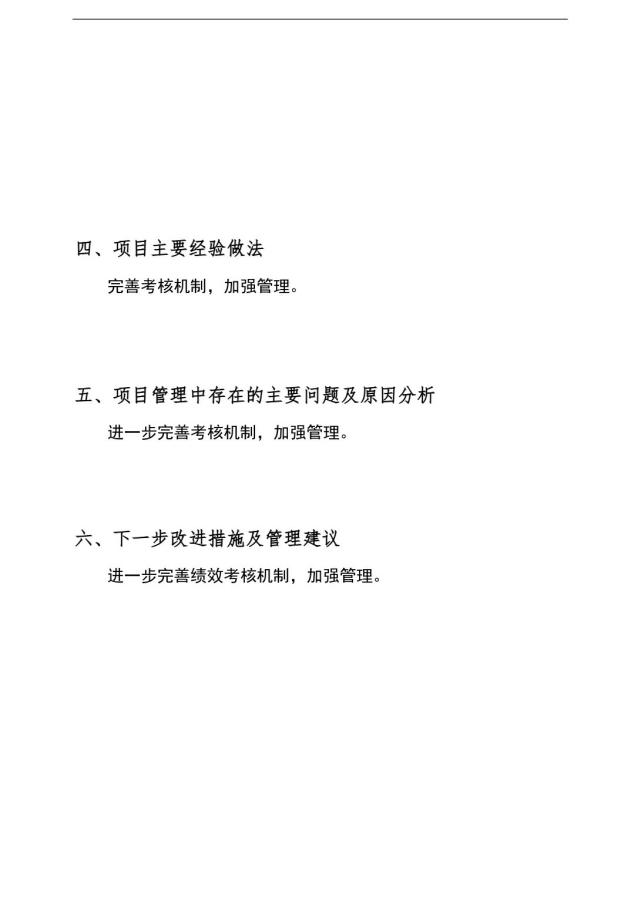 四、项目主要经验做法
完善考核机制，加强管理。
五、项目管理中存在的主要问题及原因分析
进一步完善考核机制，加强管理。
六、下一步改进措施及管理建议
进一步完善绩效考核机制，加强管理。